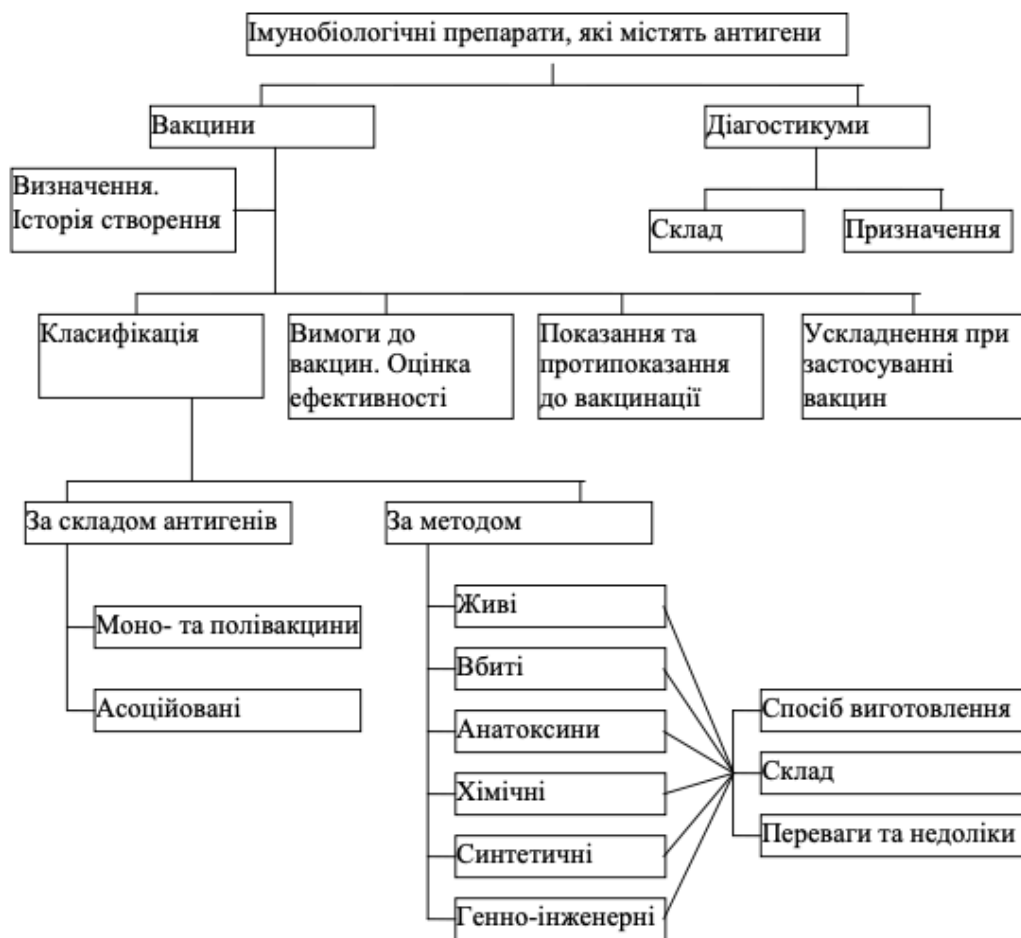 Імунобіологічні препарати, які містять антигени
Вакцини
Діагостикуми
Визначення.
Історія створення
Склад
Призначення
Класифікація
Вимоги до
вакцин. Оцінка
ефективності
Показання та
протипоказання
до вакцинації
Ускладнення при
застосуванні
вакцин
За складом антигенів
За методом
Моно- та полівакцини
Асоційовані
Живі
Вбиті
Анатоксини
Хімічні
Синтетичні
Генно-інженерні
Спосіб виготовлення
Склад
Переваги та недоліки